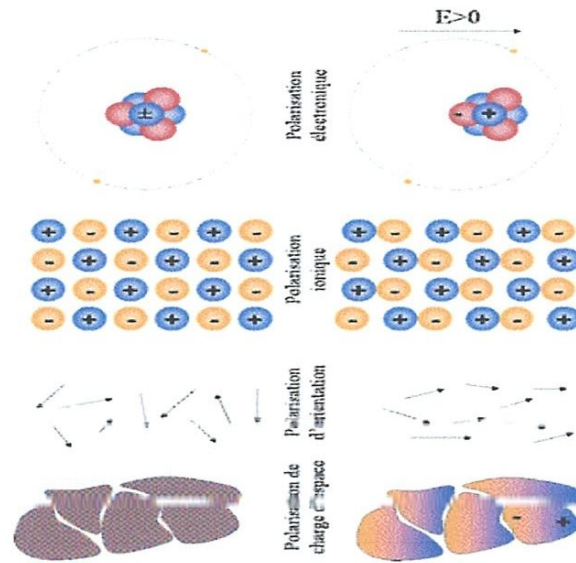 E>0
Polarisation
électronique
±
- +
Polarisation
ionique
+ - + - + -
- + - + - +
+ - + - + -
- + - + - +
+ - + - + -
- + - + - +
+ - + - + -
- + - + - +
Polarisation
d'orientation
Polarisation de
charge d'espace
- +